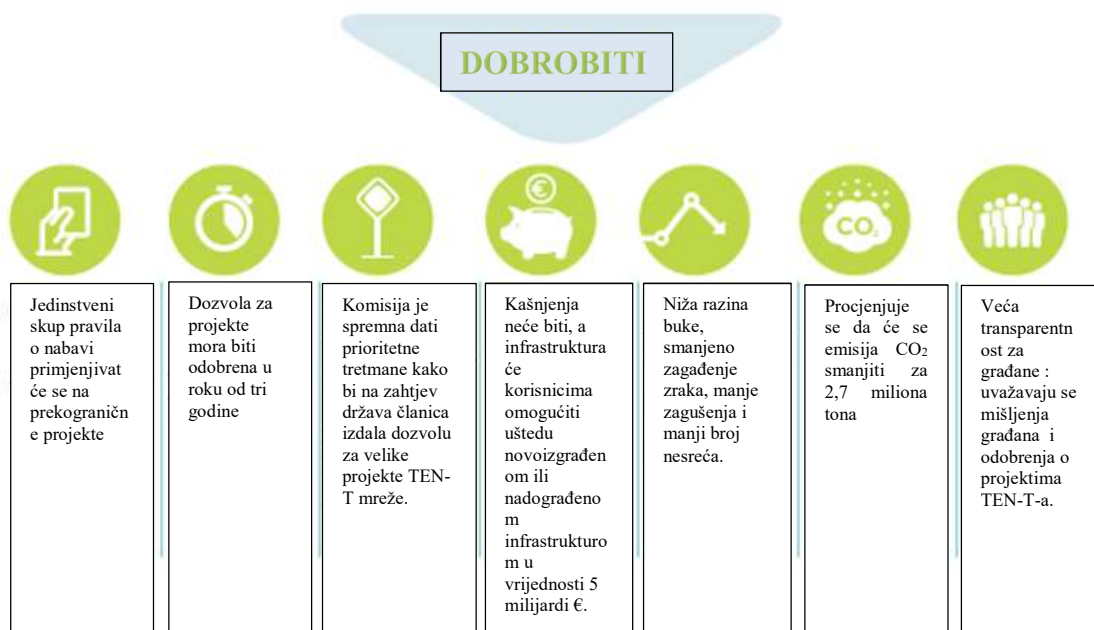 DOBROBITI
CO₂
Jedinstveni
skup pravila
o nabavi
primjenjivat
će se na
prekograničn
e projekte
Dozvola za
projekte
mora biti
odobrena u
roku od tri
godine
Komisija je
spremna dati
prioritetne
tretmane kako
bi na zahtjev
država članica
izdala dozvolu
za velike
projekte TEN-
T mreže.
Kašnjenja
neće biti, a
infrastruktura
će
korisnicima
omogućiti
uštedu
novoizgrađen
om ili
nadograđeno
m
infrastrukturo
m u
vrijednosti 5
milijardi €.
Niža razina
buke,
smanjeno
zagađenje
zraka, manje
zagušenja i
manji broj
nesreća.
Procjenjuje
se da će se
emisija CO₂
smanjiti za
2,7 miliona
tona
Veća
transparentn
ost za
građane :
uvažavaju se
mišljenja
građana i
odobrenja o
projektima
TEN-T-a.